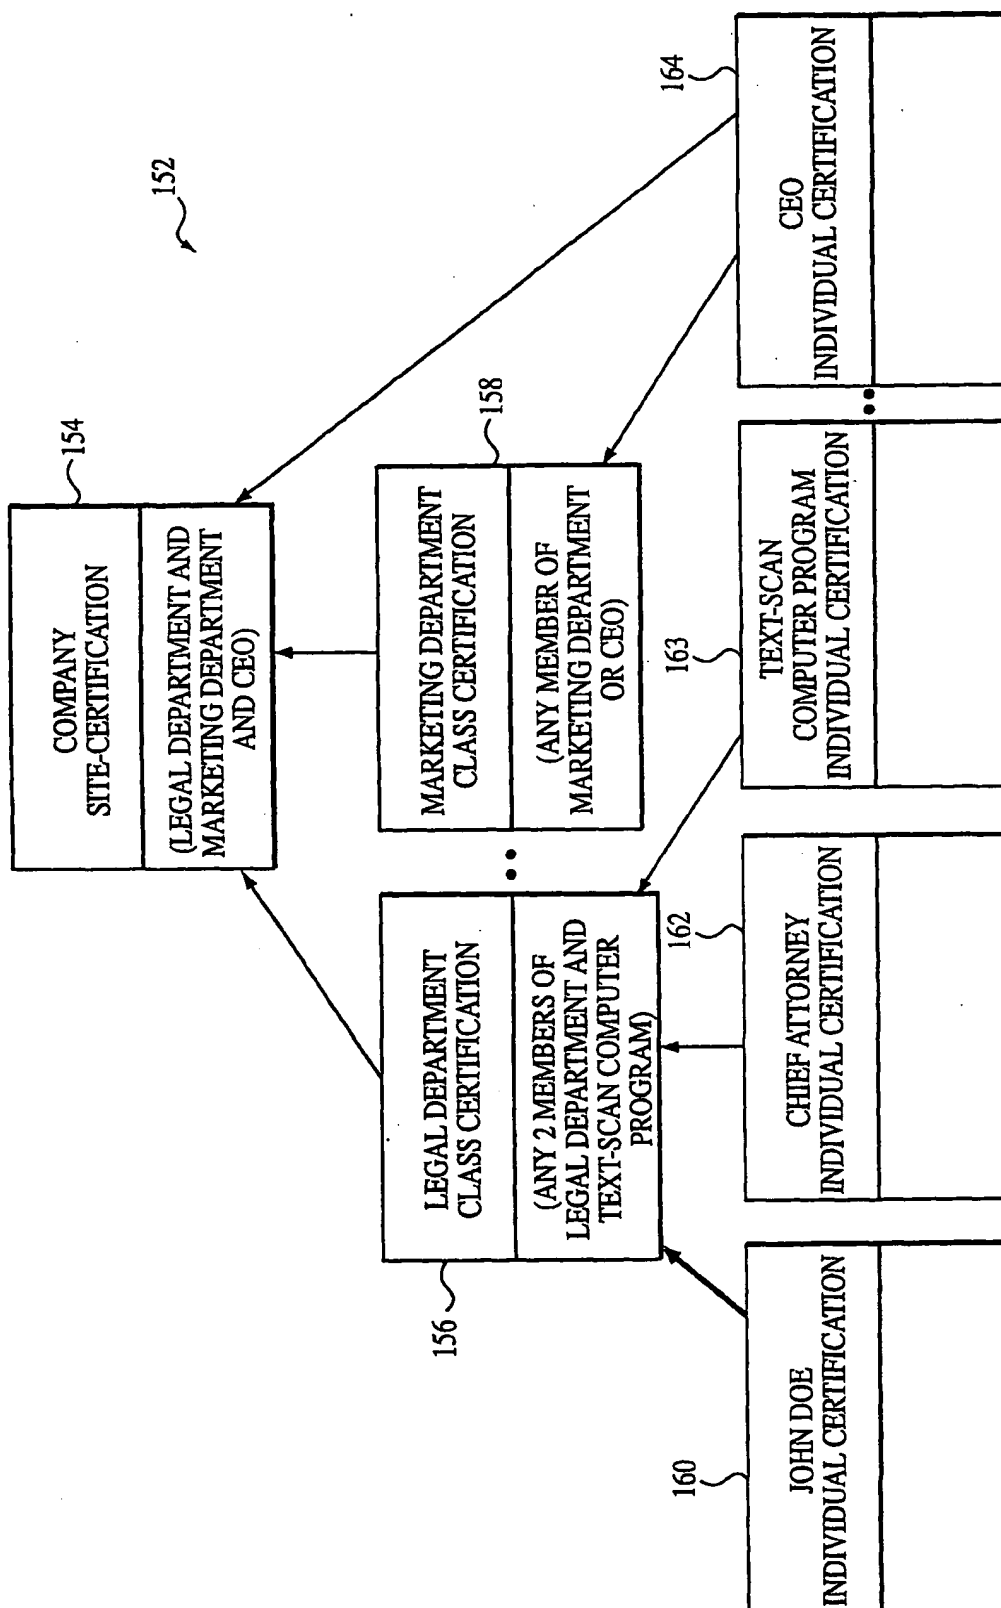 152
154
COMPANY
SITE-CERTIFICATION
(LEGAL DEPARTMENT AND
MARKETING DEPARTMENT
AND CEO)
156
LEGAL DEPARTMENT
CLASS CERTIFICATION
(ANY 2 MEMBERS OF
LEGAL DEPARTMENT AND
TEXT-SCAN COMPUTER
PROGRAM)
158
MARKETING DEPARTMENT
CLASS CERTIFICATION
(ANY MEMBER OF
MARKETING DEPARTMENT
OR CEO)
160
JOHN DOE
INDIVIDUAL CERTIFICATION
162
CHIEF ATTORNEY
INDIVIDUAL CERTIFICATION
163
TEXT-SCAN
COMPUTER PROGRAM
INDIVIDUAL CERTIFICATION
164
CEO
INDIVIDUAL CERTIFICATION